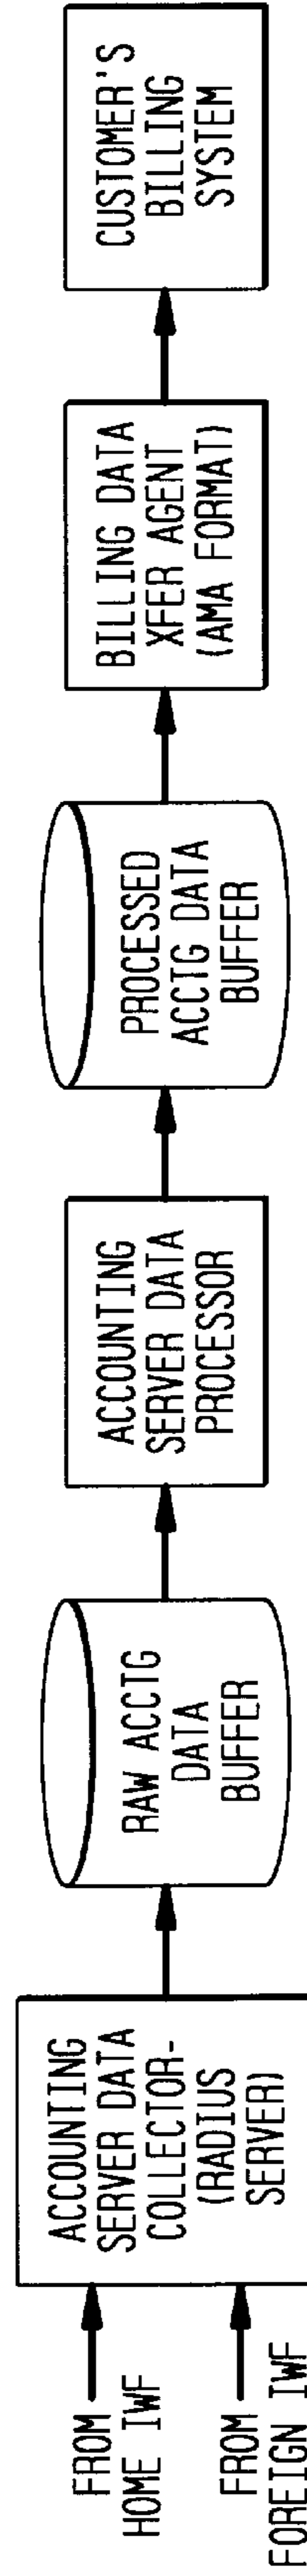 FROM
HOME IWF
FROM
FOREIGN IWF
ACCOUNTING
SERVER DATA
COLLECTOR-
(RADIUS
SERVER)
RAW ACCTG
DATA
BUFFER
ACCOUNTING
SERVER DATA
PROCESSOR
PROCESSED
ACCTG DATA
BUFFER
BILLING DATA
XFER AGENT
(AMA FORMAT)
CUSTOMER'S
BILLING
SYSTEM